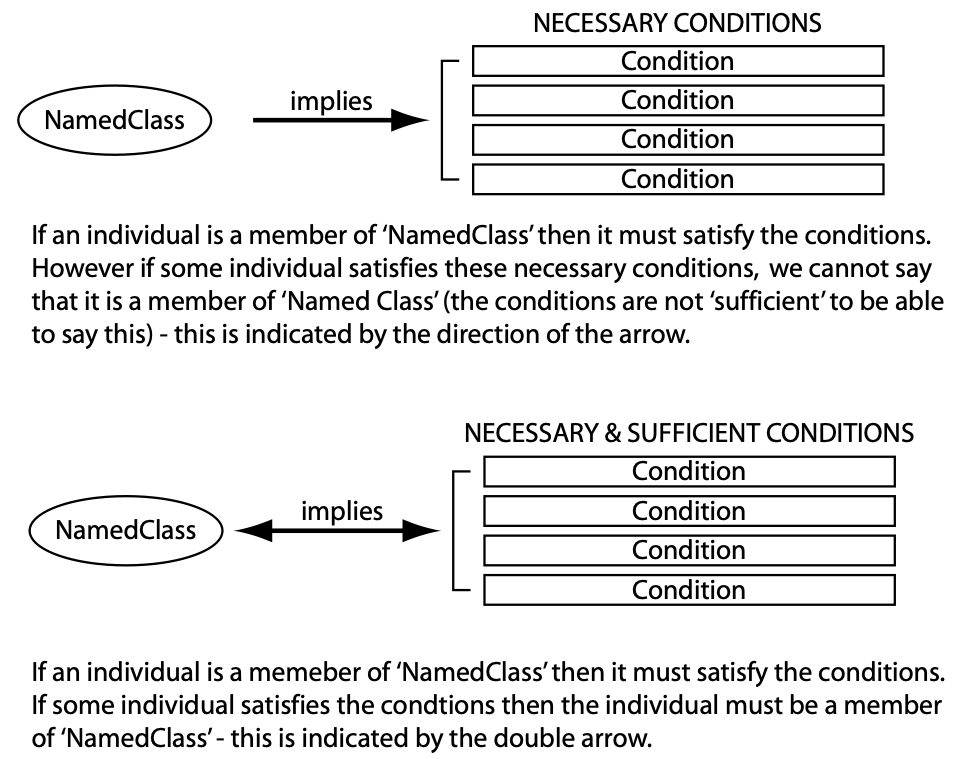 NECESSARY CONDITIONS
Condition
implies
Condition
NamedClass
Condition
Condition
If an individual is a member of ‘NamedClass’ then it must satisfy the conditions.
However if some individual satisfies these necessary conditions, we cannot say
that it is a member of ‘Named Class’ (the conditions are not ‘sufficient’ to be able
to say this) - this is indicated by the direction of the arrow.
NECESSARY & SUFFICIENT CONDITIONS
Condition
implies
Condition
NamedClass
Condition
Condition
If an individual is a memeber of ‘NamedClass’ then it must satisfy the conditions.
If some individual satisfies the condtions then the individual must be a member
of ‘NamedClass’ - this is indicated by the double arrow.